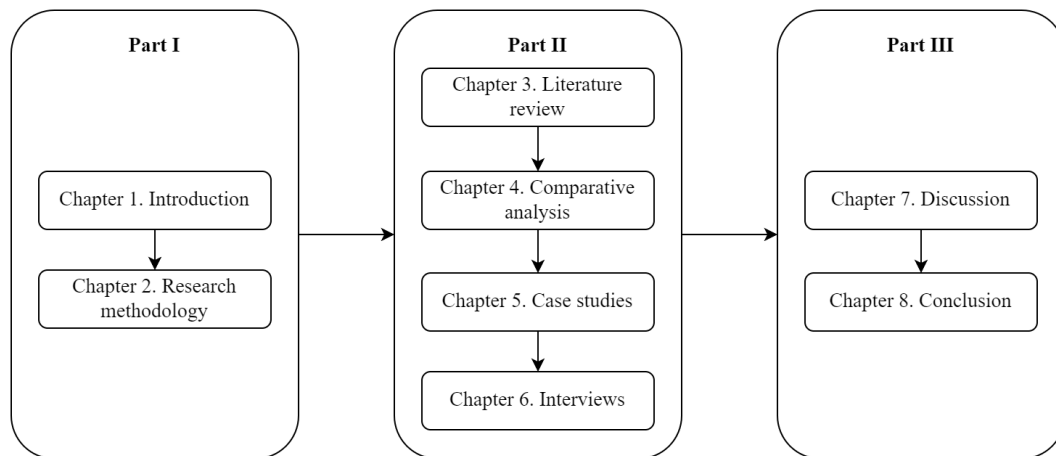 Part I
Chapter 1. Introduction
Chapter 2. Research
methodology
Part II
Chapter 3. Literature
review
Chapter 4. Comparative
analysis
Chapter 5. Case studies
Chapter 6. Interviews
Part III
Chapter 7. Discussion
Chapter 8. Conclusion